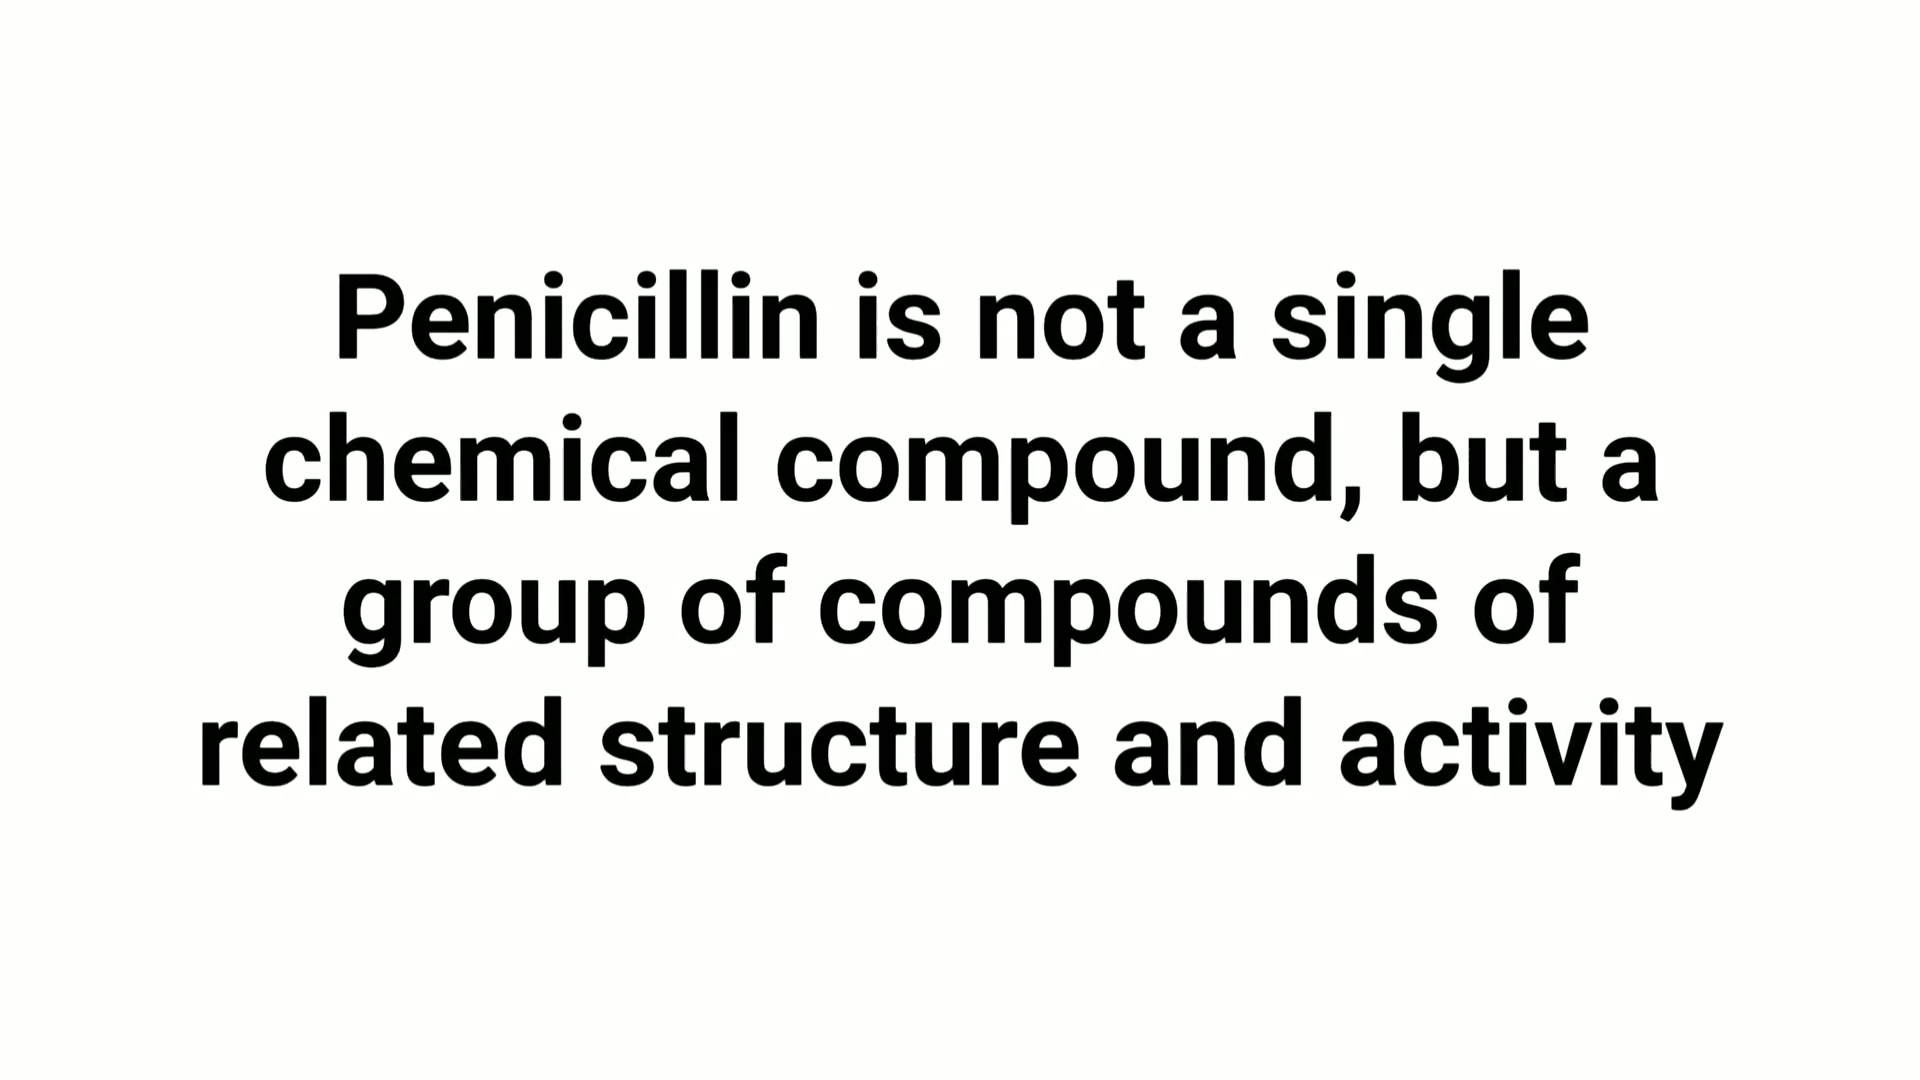 Penicillin is not a single
chemical compound, but a
group of compounds of
related structure and activity